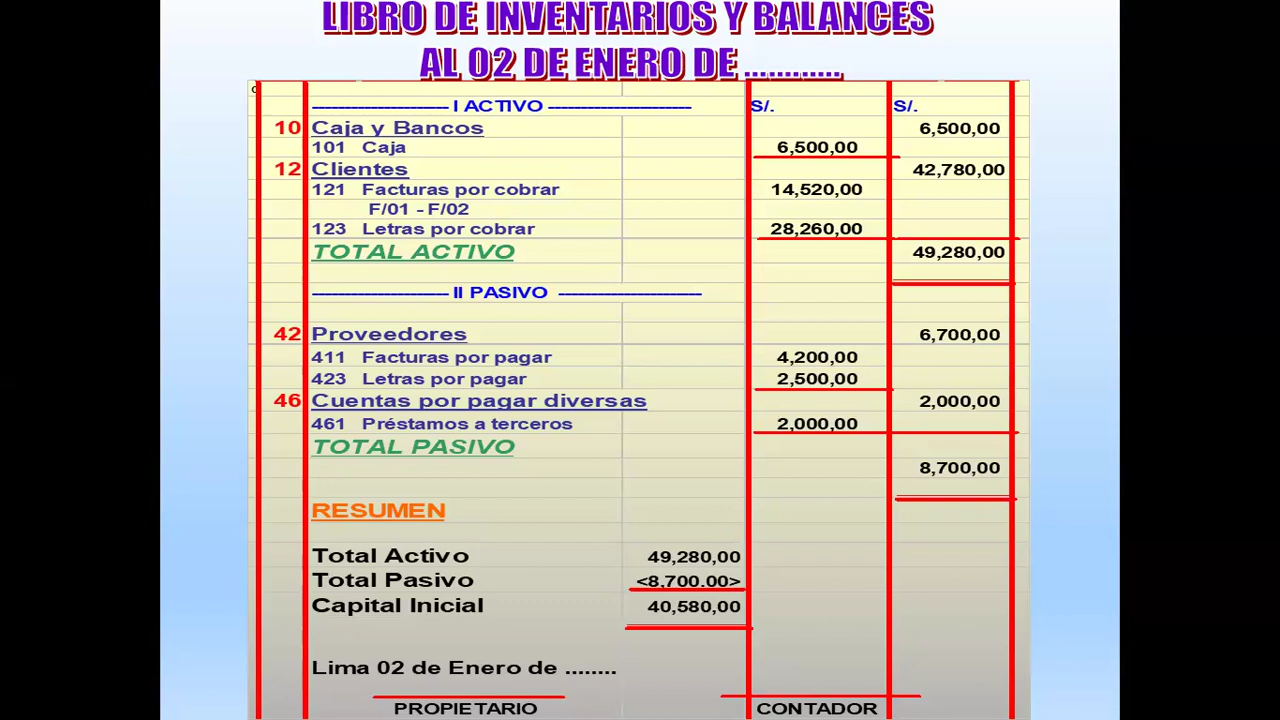 LIBRO DE INVENTARIOS Y BALANCES
AL 02 DE ENERO DE ...........
---------------------- I ACTIVO ----------------------- S/. S/.
10 Caja y Bancos 6,500,00
101 Caja 6,500,00
12 Clientes 42,780,00
121 Facturas por cobrar 14,520,00
F/01 - F/02
123 Letras por cobrar 28,260,00
TOTAL ACTIVO 49,280,00
---------------------- II PASIVO -----------------------
42 Proveedores 6,700,00
411 Facturas por pagar 4,200,00
423 Letras por pagar 2,500,00
46 Cuentas por pagar diversas 2,000,00
461 Préstamos a terceros 2,000,00
TOTAL PASIVO
8,700,00
RESUMEN
Total Activo 49,280,00
Total Pasivo <8,700.00>
Capital Inicial 40,580,00
Lima 02 de Enero de ........
PROPIETARIO CONTADOR